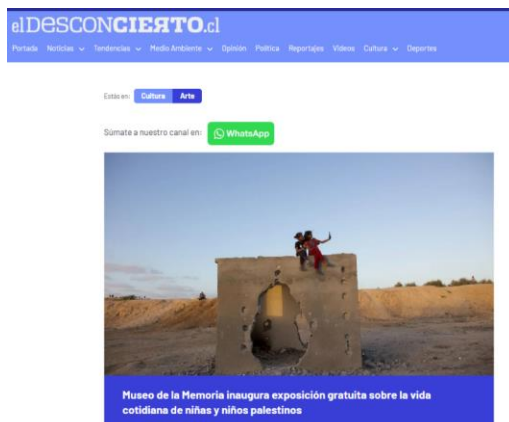 elDESCONCIERTO.cl
Portada Noticias Tendencias Medio Ambiente Opinión Política Reportajes Videos Cultura Deportes
Estás en: Cultura Arte
Súmate a nuestro canal en: WhatsApp
Museo de la Memoria inaugura exposición gratuita sobre la vida
cotidiana de niñas y niños palestinos